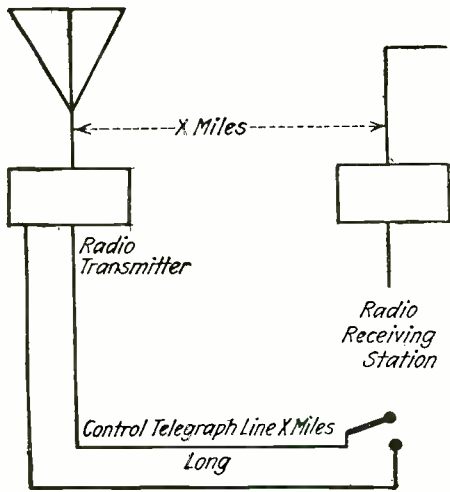 X Miles
Radio
Transmitter
Radio
Receiving
Station
Control Telegraph Line X Miles
Long